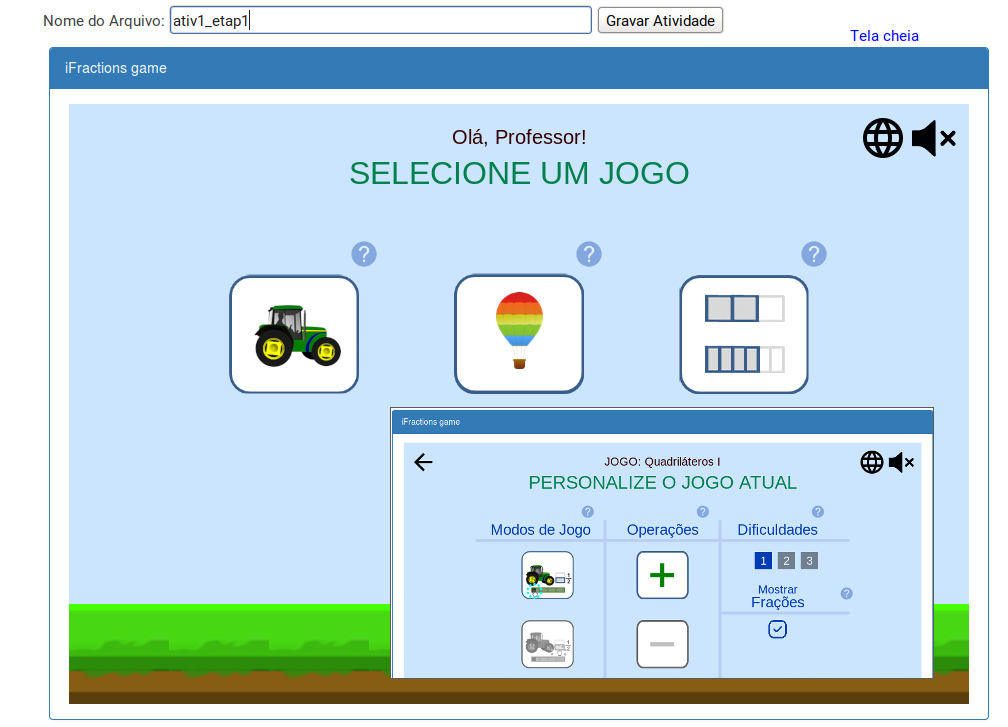 Nome do Arquivo: ativ1_etap1 Gravar Atividade
Tela cheia
iFractions game
Olá, Professor!
SELECIONE UM JOGO
? ? ?
iFractions game
JOGO: Quadriláteros I
PERSONALIZE O JOGO ATUAL
? ? ?
Modos de Jogo Operações Dificuldades
1 2 3
Mostrar
Frações ?